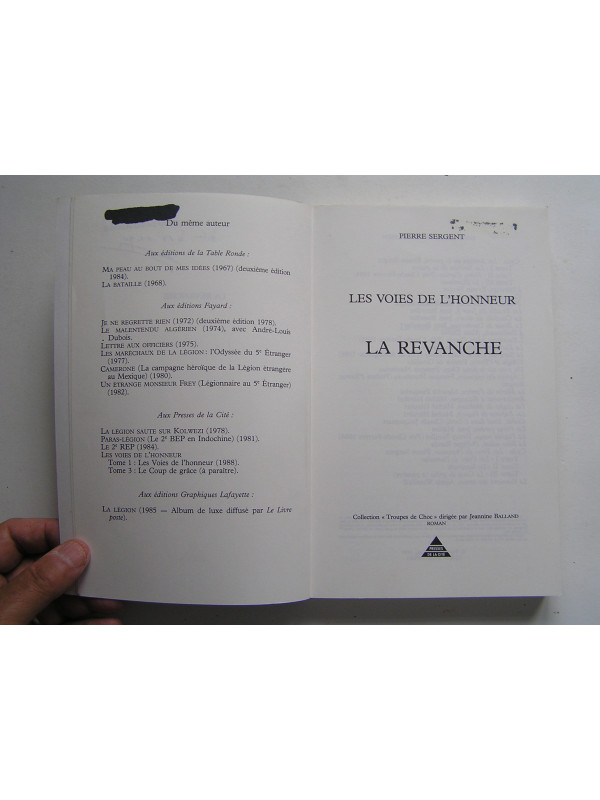 Du même auteur
Aux éditions de la Table Ronde :
MA PEAU AU BOUT DE MES IDÉES (1967) (deuxième édition
1984).
LA BATAILLE (1968).
Aux éditions Fayard :
JE NE REGRETTE RIEN (1972) (deuxième édition 1978).
LE MALENTENDU ALGÉRIEN (1974), avec André-Louis
Dubois.
LETTRE AUX OFFICIERS (1975).
LES MARÉCHAUX DE LA LÉGION : l'Odyssée du 5e Étranger
(1977).
CAMERONE (La campagne héroïque de la Légion étrangère
au Mexique) (1980).
UN ÉTRANGE MONSIEUR FREY (Légionnaire au 5e Étranger)
(1982).
Aux Presses de la Cité :
LA LÉGION SAUTE SUR KOLWEZI (1978).
PARAS-LÉGION (Le 2e BEP en Indochine) (1981).
LE 2e REP (1984).
LES VOIES DE L'HONNEUR
Tome 1 : Les Voies de l'honneur (1988).
Tome 3 : Le Coup de grâce (à paraître).
Aux éditions Graphiques Lafayette :
LA LÉGION (1985 — Album de luxe diffusé par Le Livre
poste).
PIERRE SERGENT
LES VOIES DE L'HONNEUR
LA REVANCHE
Collection « Troupes de Choc » dirigée par Jeannine BALLAND
ROMAN
PRESSES
DE LA CITÉ